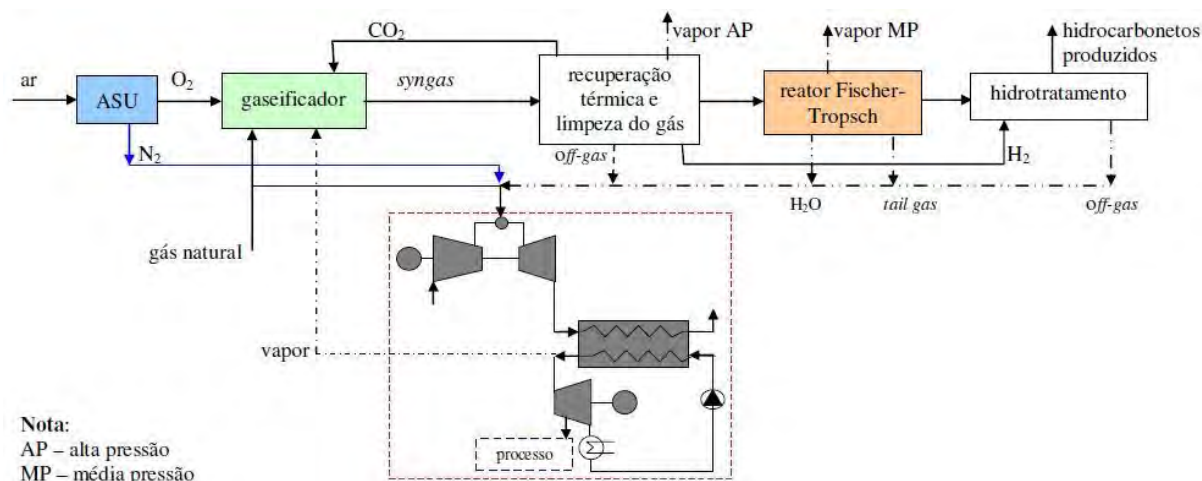 CO₂
vapor AP
vapor MP
hidrocarbonetos
produzidos
ar
ASU
O₂
gaseificador
syngas
recuperação
térmica e
limpeza do gás
reator Fischer-
Tropsch
hidrotratamento
N₂
off-gas
H₂
H₂O
tail gas
off-gas
gás natural
vapor
processo
Nota:
AP – alta pressão
MP – média pressão